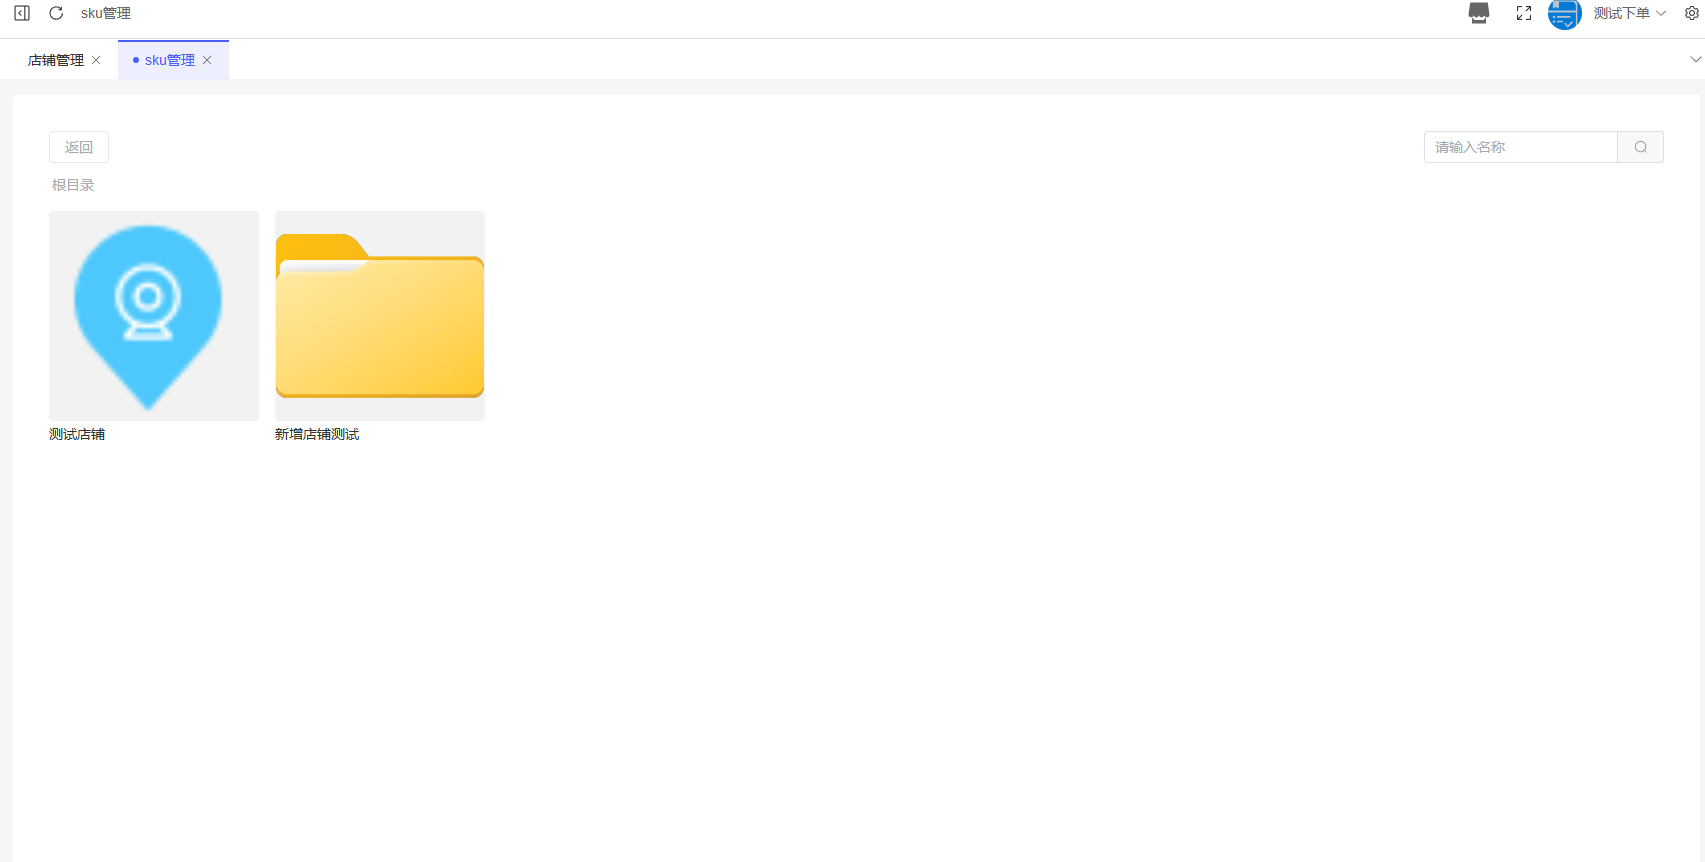 sku管理
测试下单
店铺管理
sku管理
返回
请输入名称
根目录
测试店铺
新增店铺测试